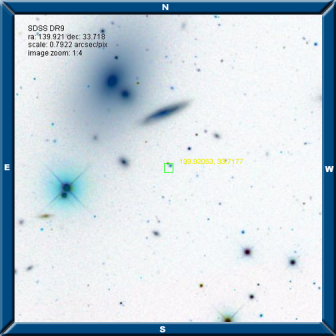 N
SDSS DR9
ra: 139.921 dec: 33.718
scale: 0.7922 arcsec/pix
image zoom: 1:4
E
W
S